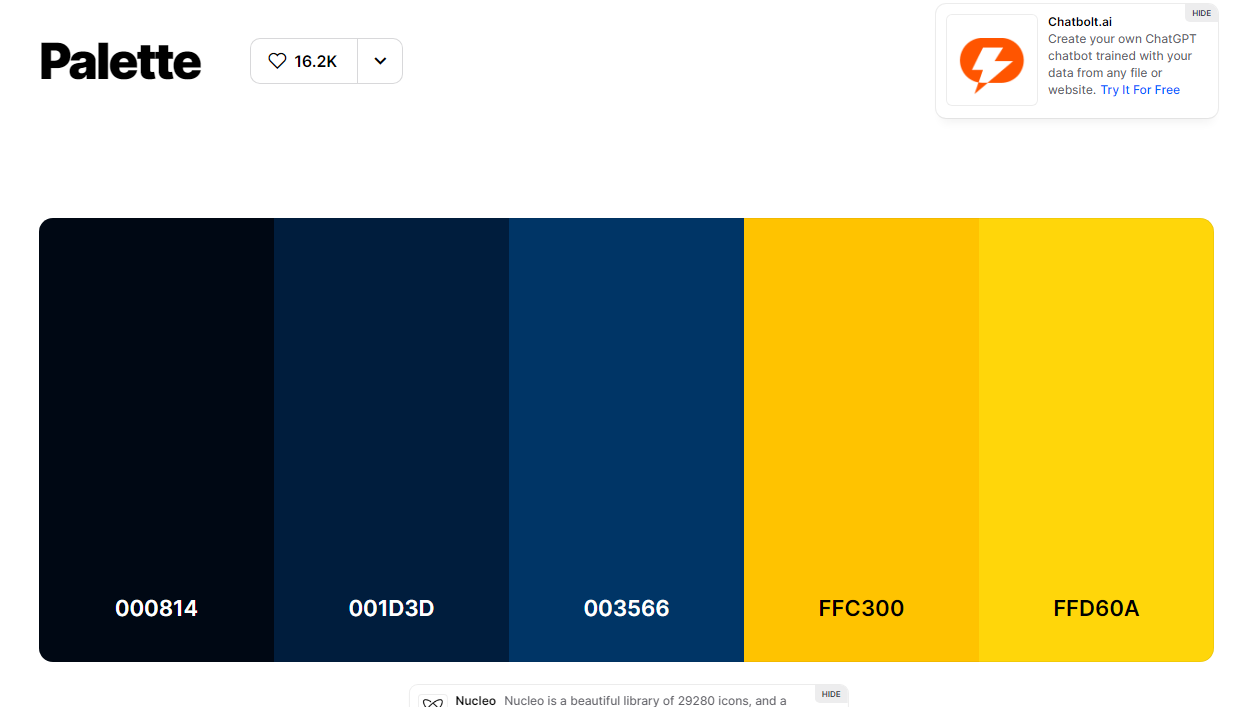 Palette
16.2K
HIDE
Chatbolt.ai
Create your own ChatGPT
chatbot trained with your
data from any file or
website. Try It For Free
000814
001D3D
003566
FFC300
FFD60A
HIDE
Nucleo Nucleo is a beautiful library of 29280 icons, and a